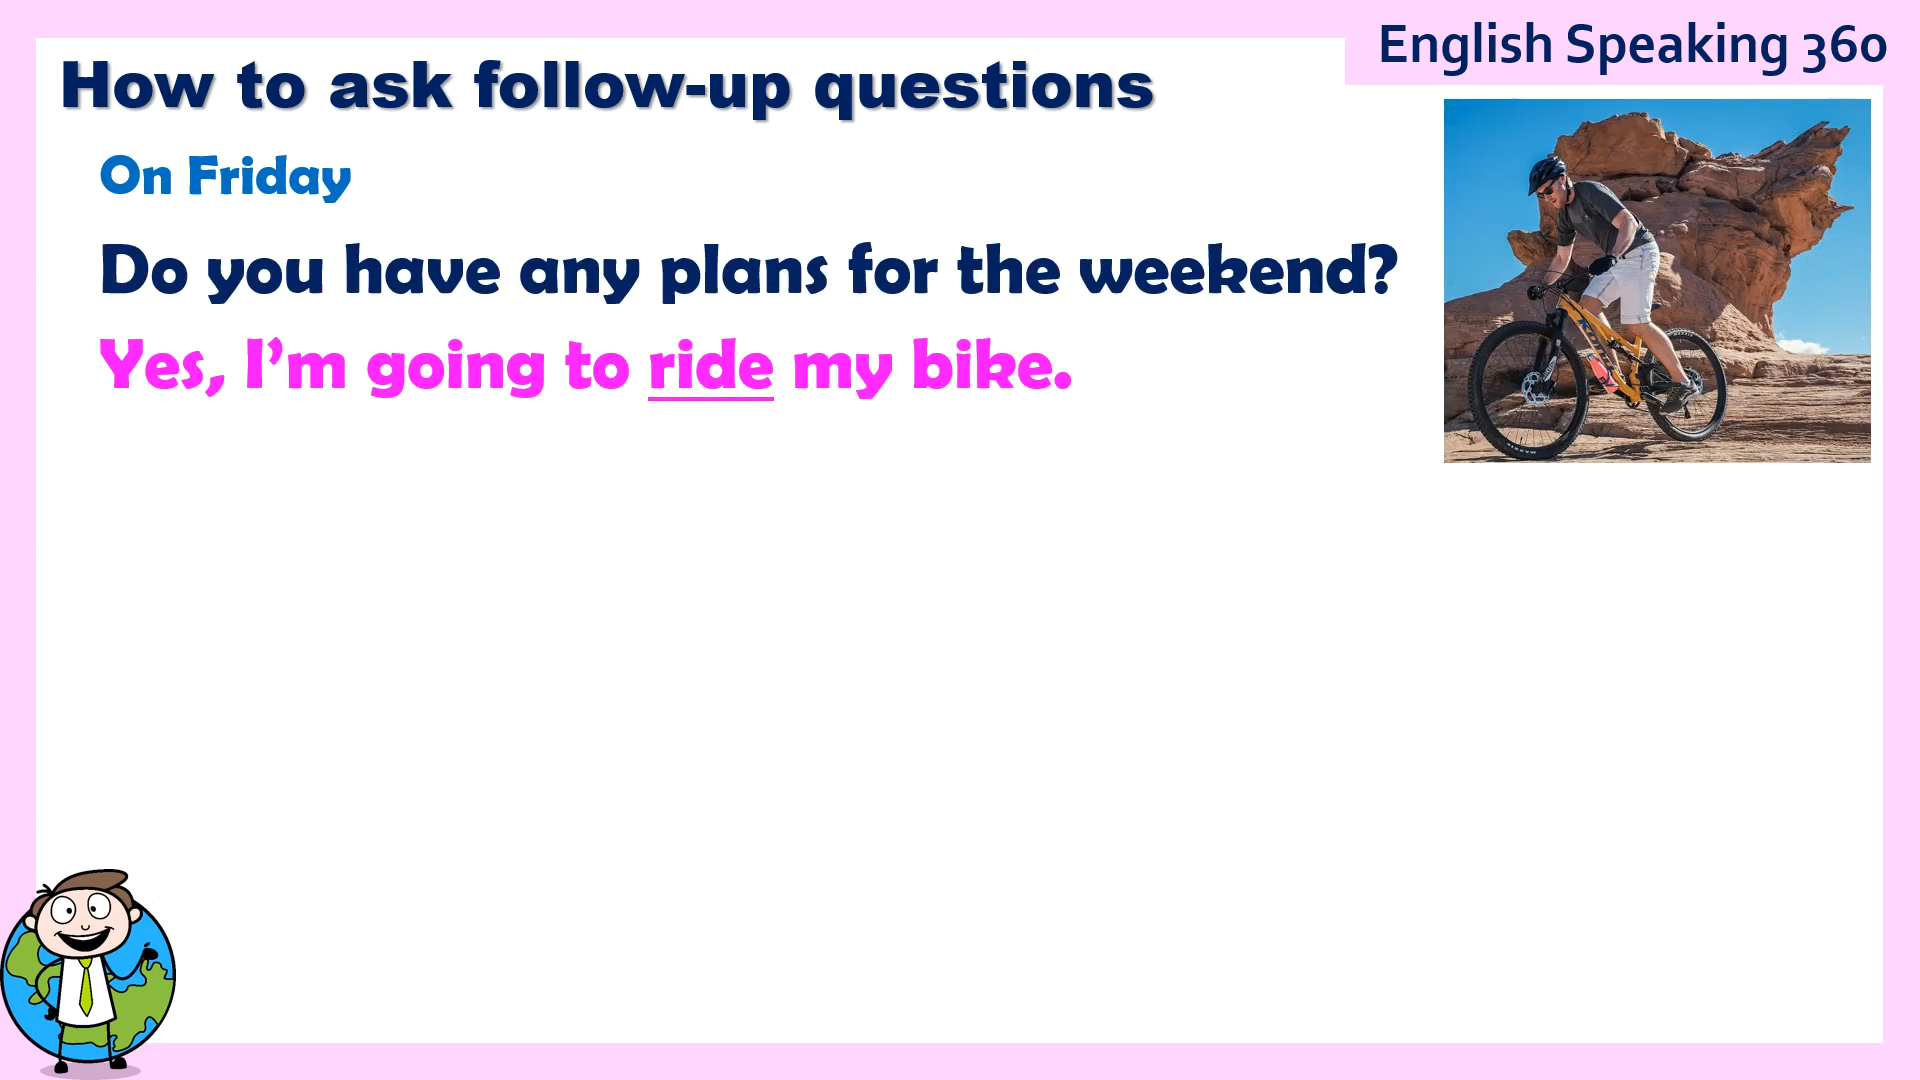 English Speaking 360
How to ask follow-up questions
On Friday
Do you have any plans for the weekend?
Yes, I’m going to ride my bike.